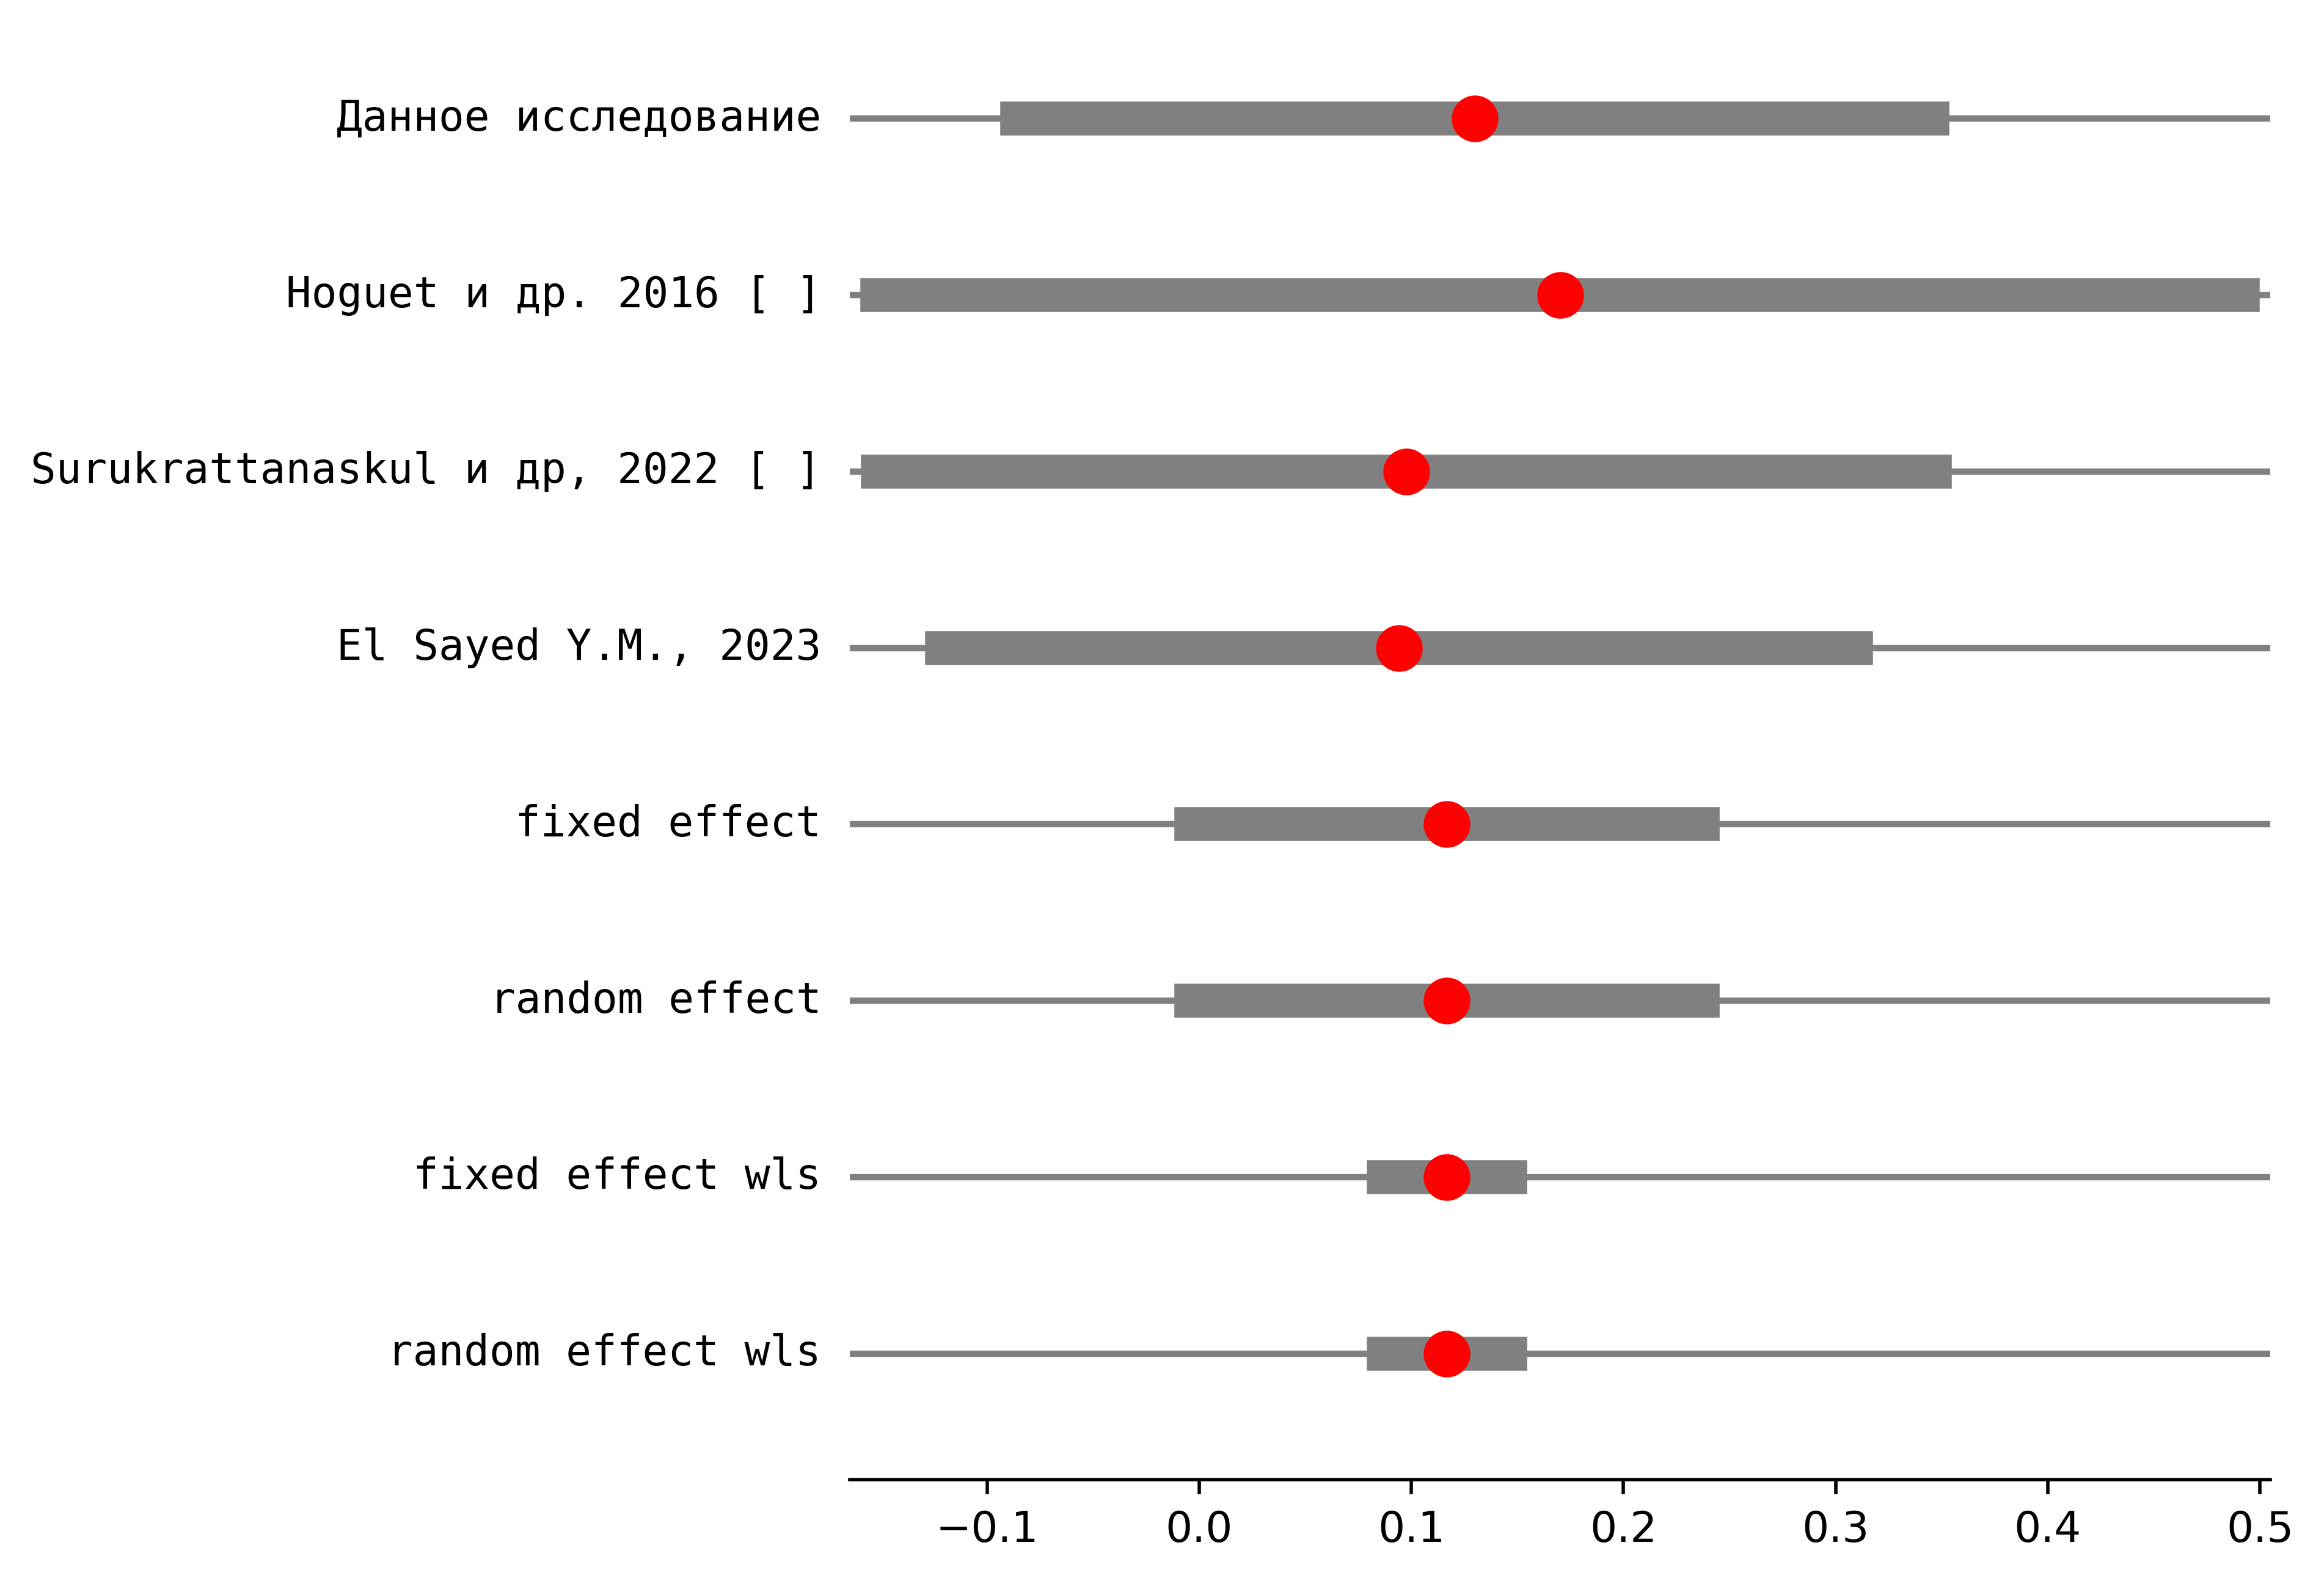 Данное исследование
Hoguet и др. 2016 [ ]
Surukrattanaskul и др, 2022 [ ]
El Sayed Y.M., 2023
fixed effect
random effect
fixed effect wls
random effect wls
−0.1 0.0 0.1 0.2 0.3 0.4 0.5